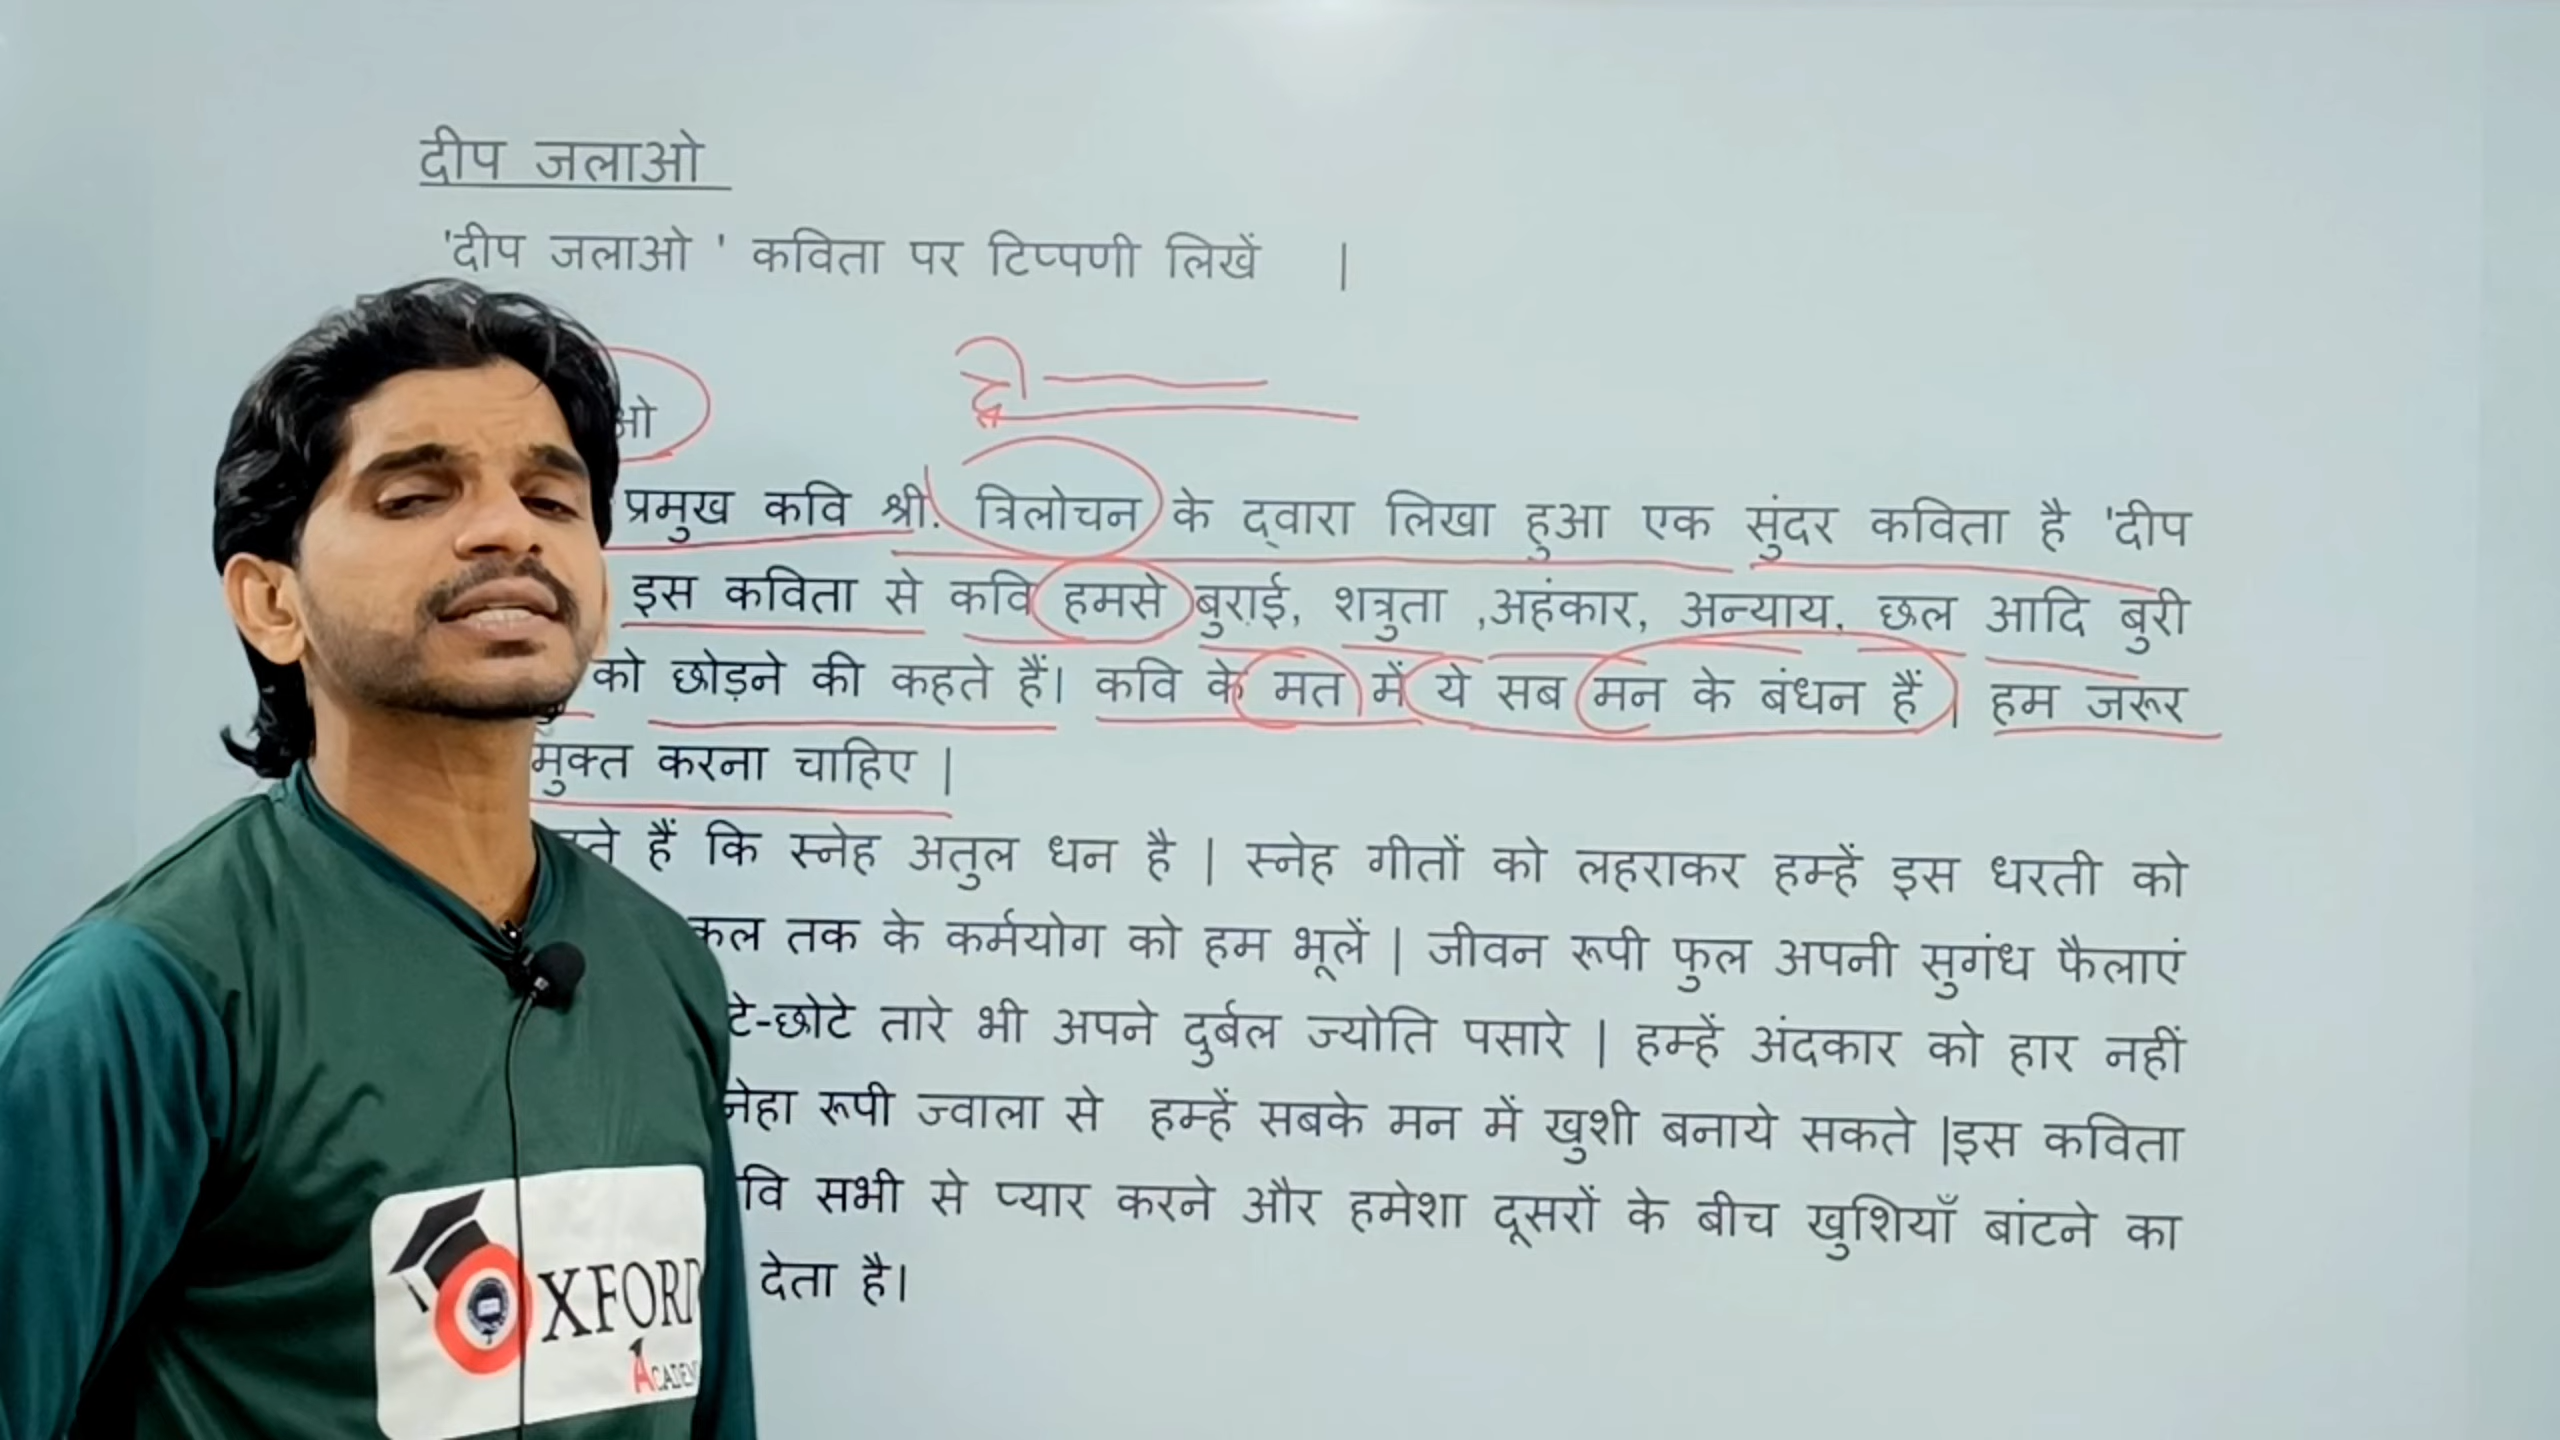 दीप जलाओ
'दीप जलाओ ' कविता पर टिप्पणी लिखें |
प्रमुख कवि श्री. त्रिलोचन के द्वारा लिखा हुआ एक सुंदर कविता है 'दीप
इस कविता से कवि हमसे बुराई, शत्रुता ,अहंकार, अन्याय, छल आदि बुरी
को छोड़ने की कहते हैं। कवि के मत में ये सब मन के बंधन हैं | हम जरूर
मुक्त करना चाहिए |
हैं कि स्नेह अतुल धन है | स्नेह गीतों को लहराकर हम्हें इस धरती को
कल तक के कर्मयोग को हम भूलें | जीवन रूपी फुल अपनी सुगंध फैलाएं
-छोटे तारे भी अपने दुर्बल ज्योति पसारे | हम्हें अंदकार को हार नहीं
रूपी ज्वाला से हम्हें सबके मन में खुशी बनाये सकते |इस कविता
सभी से प्यार करने और हमेशा दूसरों के बीच खुशियाँ बांटने का
देता है।
OXFORD
ACADEM